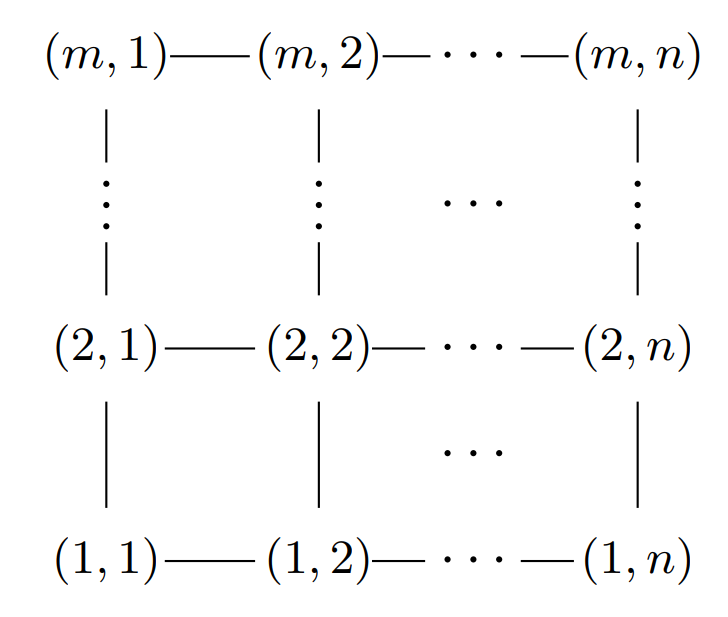 (m, 1) (m, 2) ··· (m, n)
⋮ ⋮ ··· ⋮
(2, 1) (2, 2) ··· (2, n)
···
(1, 1) (1, 2) ··· (1, n)